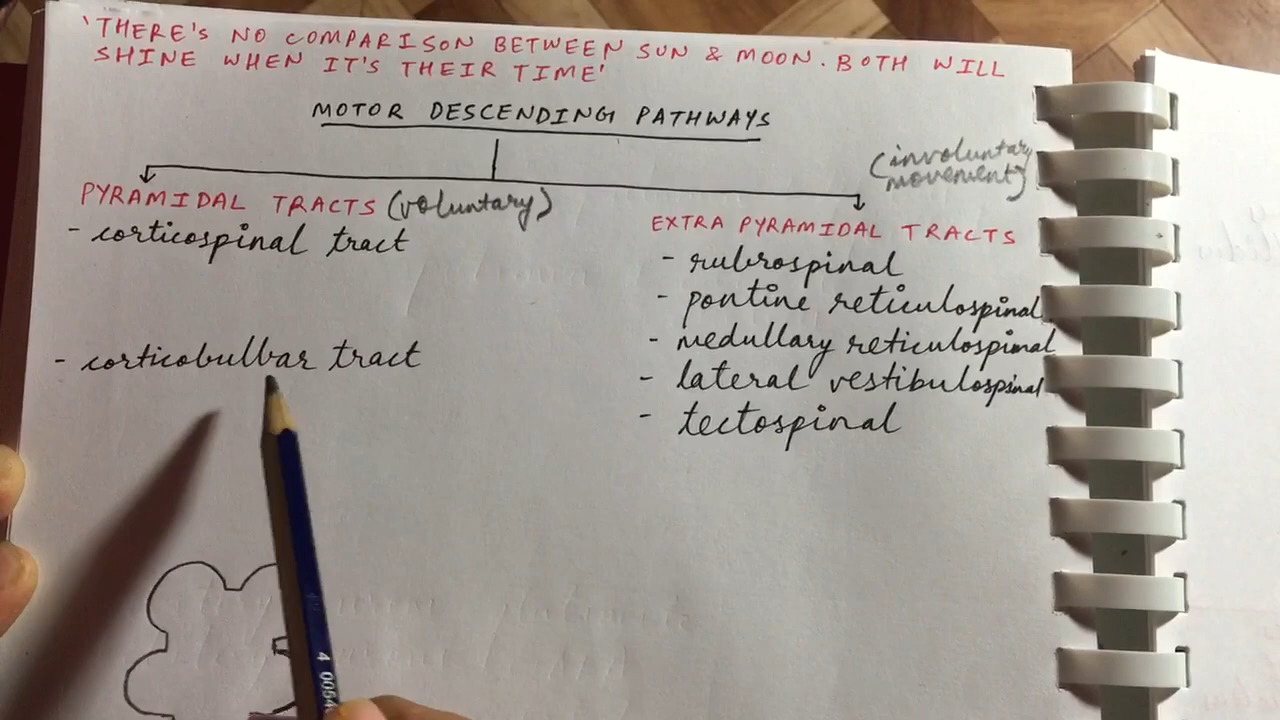 'THERE'S NO COMPARISON BETWEEN SUN & MOON. BOTH WILL
SHINE WHEN IT'S THEIR TIME'
MOTOR DESCENDING PATHWAYS
(involuntary
movement)
PYRAMIDAL TRACTS (voluntary)
- corticospinal tract
- corticobulbar tract
EXTRA PYRAMIDAL TRACTS
- rubrospinal
- pontine reticulospinal
- medullary reticulospinal
- lateral vestibulospinal
- tectospinal